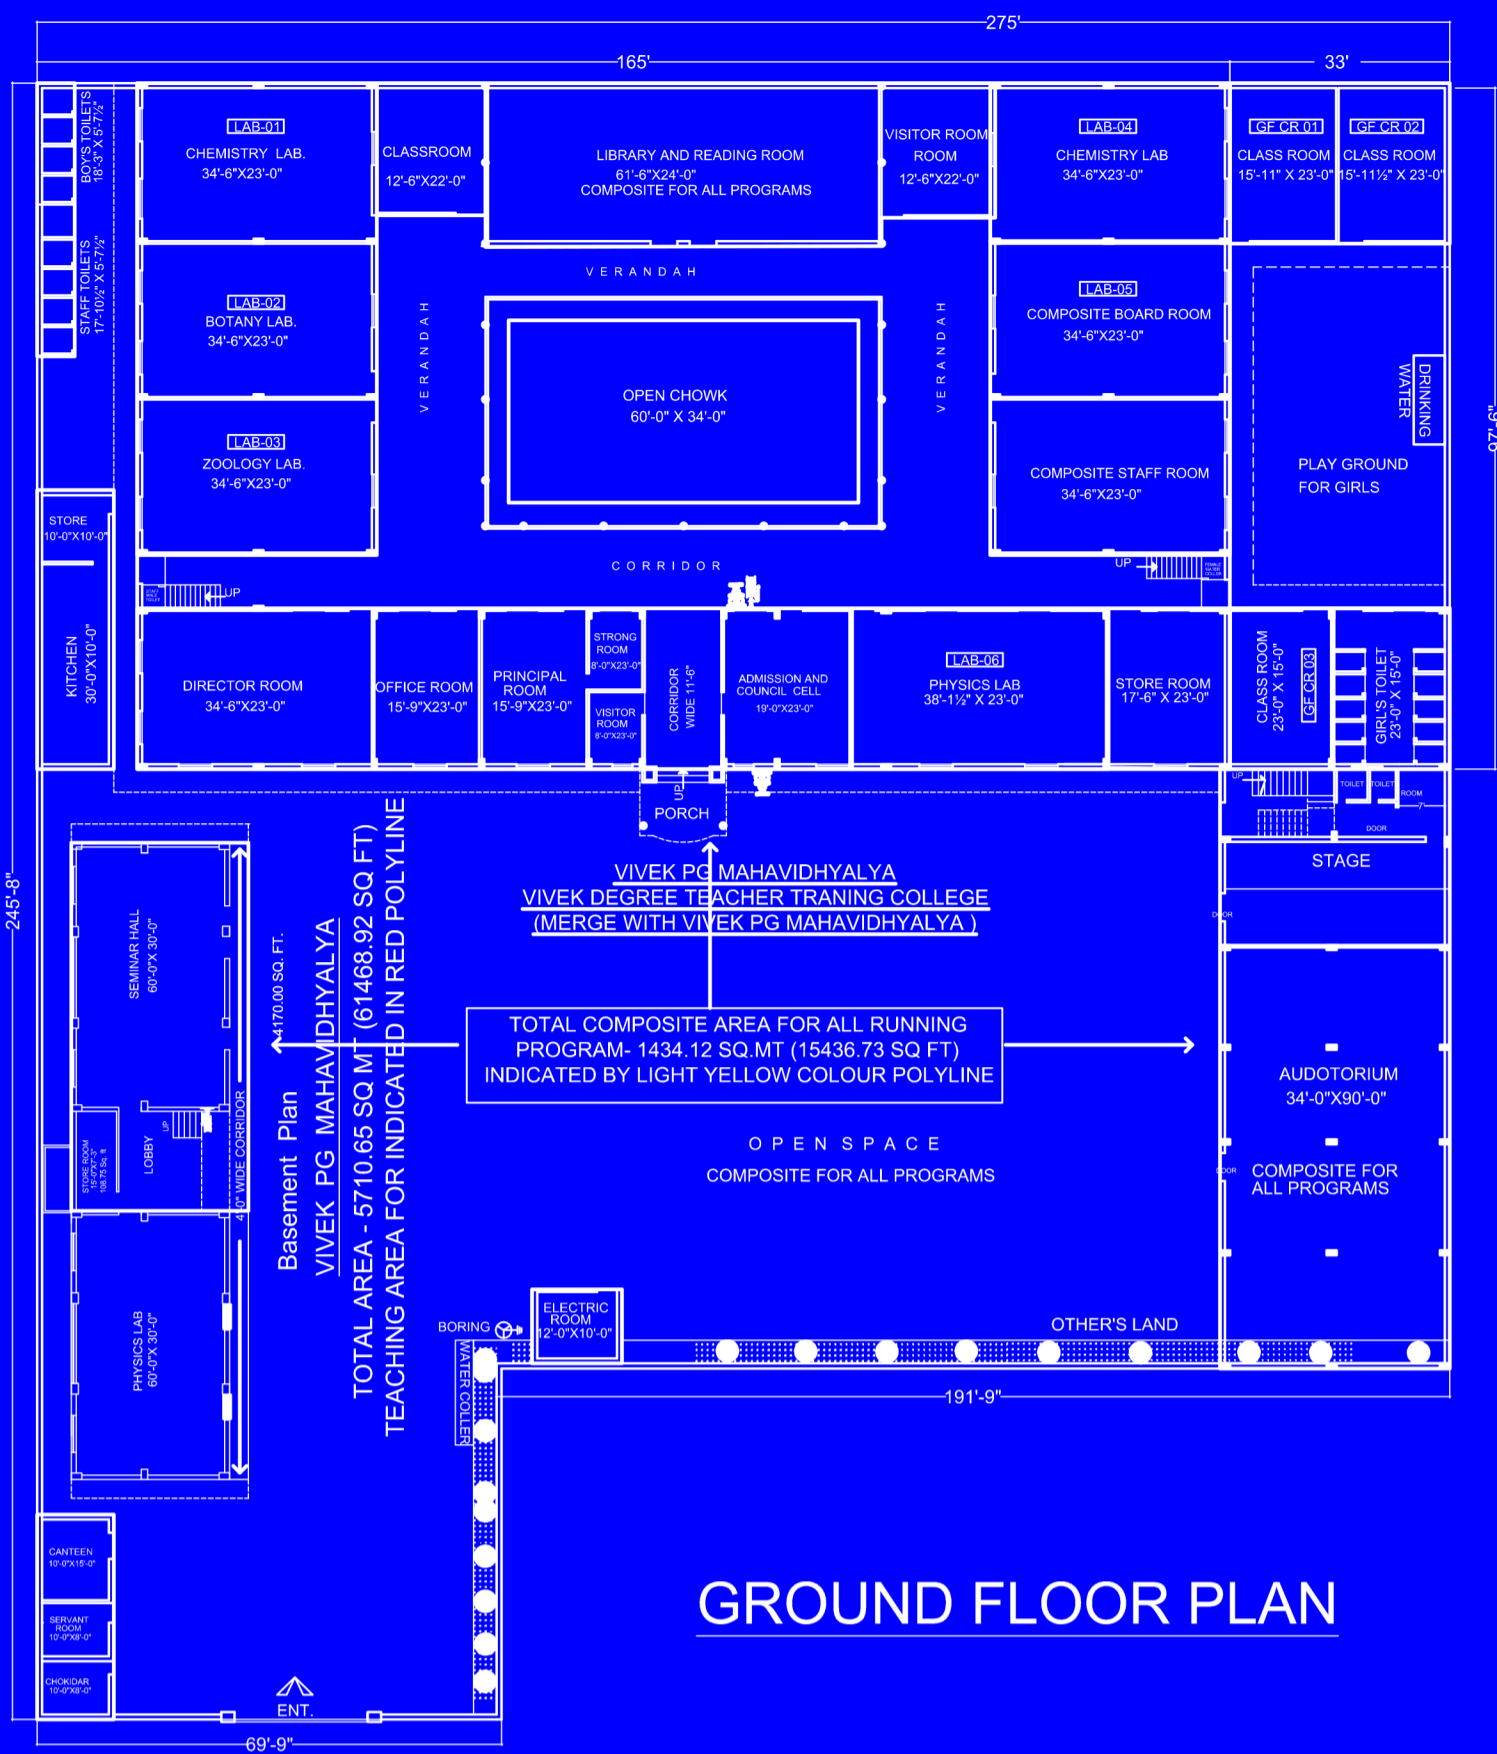 275'
165'
33'
BOY'S TOILETS
18'-3" X 5'-7½"
LAB-01
CHEMISTRY LAB.
34'-6"X23'-0"
CLASSROOM
12'-6"X22'-0"
LIBRARY AND READING ROOM
61'-6"X24'-0"
COMPOSITE FOR ALL PROGRAMS
VISITOR ROOM
ROOM
12'-6"X22'-0"
LAB-04
CHEMISTRY LAB
34'-6"X23'-0"
GF CR 01
CLASS ROOM
15'-11" X 23'-0"
GF CR 02
CLASS ROOM
15'-11½" X 23'-0"
STAFF TOILETS
17'-10½" X 5'-7½"
LAB-02
BOTANY LAB.
34'-6"X23'-0"
VERANDAH
VERANDAH
VERANDAH
LAB-05
COMPOSITE BOARD ROOM
34'-6"X23'-0"
OPEN CHOWK
60'-0" X 34'-0"
DRINKING
WATER
LAB-03
ZOOLOGY LAB.
34'-6"X23'-0"
COMPOSITE STAFF ROOM
34'-6"X23'-0"
PLAY GROUND
FOR GIRLS
STORE
10'-0"X10'-0"
CORRIDOR
UP
UP
KITCHEN
30'-0"X10'-0"
DIRECTOR ROOM
34'-6"X23'-0"
OFFICE ROOM
15'-9"X23'-0"
PRINCIPAL
ROOM
15'-9"X23'-0"
STRONG
ROOM
8'-0"X23'-0"
VISITOR
ROOM
8'-0"X23'-0"
CORRIDOR
WIDE 11'-6"
ADMISSION AND
COUNCIL CELL
19'-0"X23'-0"
LAB-06
PHYSICS LAB
38'-1½" X 23'-0"
STORE ROOM
17'-6" X 23'-0"
CLASS ROOM
23'-0" X 15'-0"
GF CR 03
GIRL'S TOILET
23'-0" X 15'-0"
UP
PORCH
UP
TOILET
TOILET
ROOM
7'
DOOR
STAGE
DOOR
245'-8"
VIVEK PG MAHAVIDHYALYA
VIVEK DEGREE TEACHER TRANING COLLEGE
(MERGE WITH VIVEK PG MAHAVIDHYALYA )
SEMINAR HALL
60'-0"X 30'-0"
4170.00 SQ. FT.
Basement Plan
VIVEK PG MAHAVIDHYALYA
TOTAL AREA - 5710.65 SQ MT (61468.92 SQ FT)
TEACHING AREA FOR INDICATED IN RED POLYLINE
TOTAL COMPOSITE AREA FOR ALL RUNNING
PROGRAM- 1434.12 SQ.MT (15436.73 SQ FT)
INDICATED BY LIGHT YELLOW COLOUR POLYLINE
AUDOTORIUM
34'-0"X90'-0"
DOOR
COMPOSITE FOR
ALL PROGRAMS
OPEN SPACE
COMPOSITE FOR ALL PROGRAMS
STORE ROOM
15'-0"X7'-3"
108.75 Sq. ft
LOBBY
UP
WIDE CORRIDOR
PHYSICS LAB
60'-0"X 30'-0"
BORING
ELECTRIC
ROOM
12'-0"X10'-0"
WATER COLLER
OTHER'S LAND
191'-9"
CANTEEN
10'-0"X15'-0"
SERVANT
ROOM
10'-0"X8'-0"
CHOKIDAR
10'-0"X8'-0"
ENT.
69'-9"
GROUND FLOOR PLAN